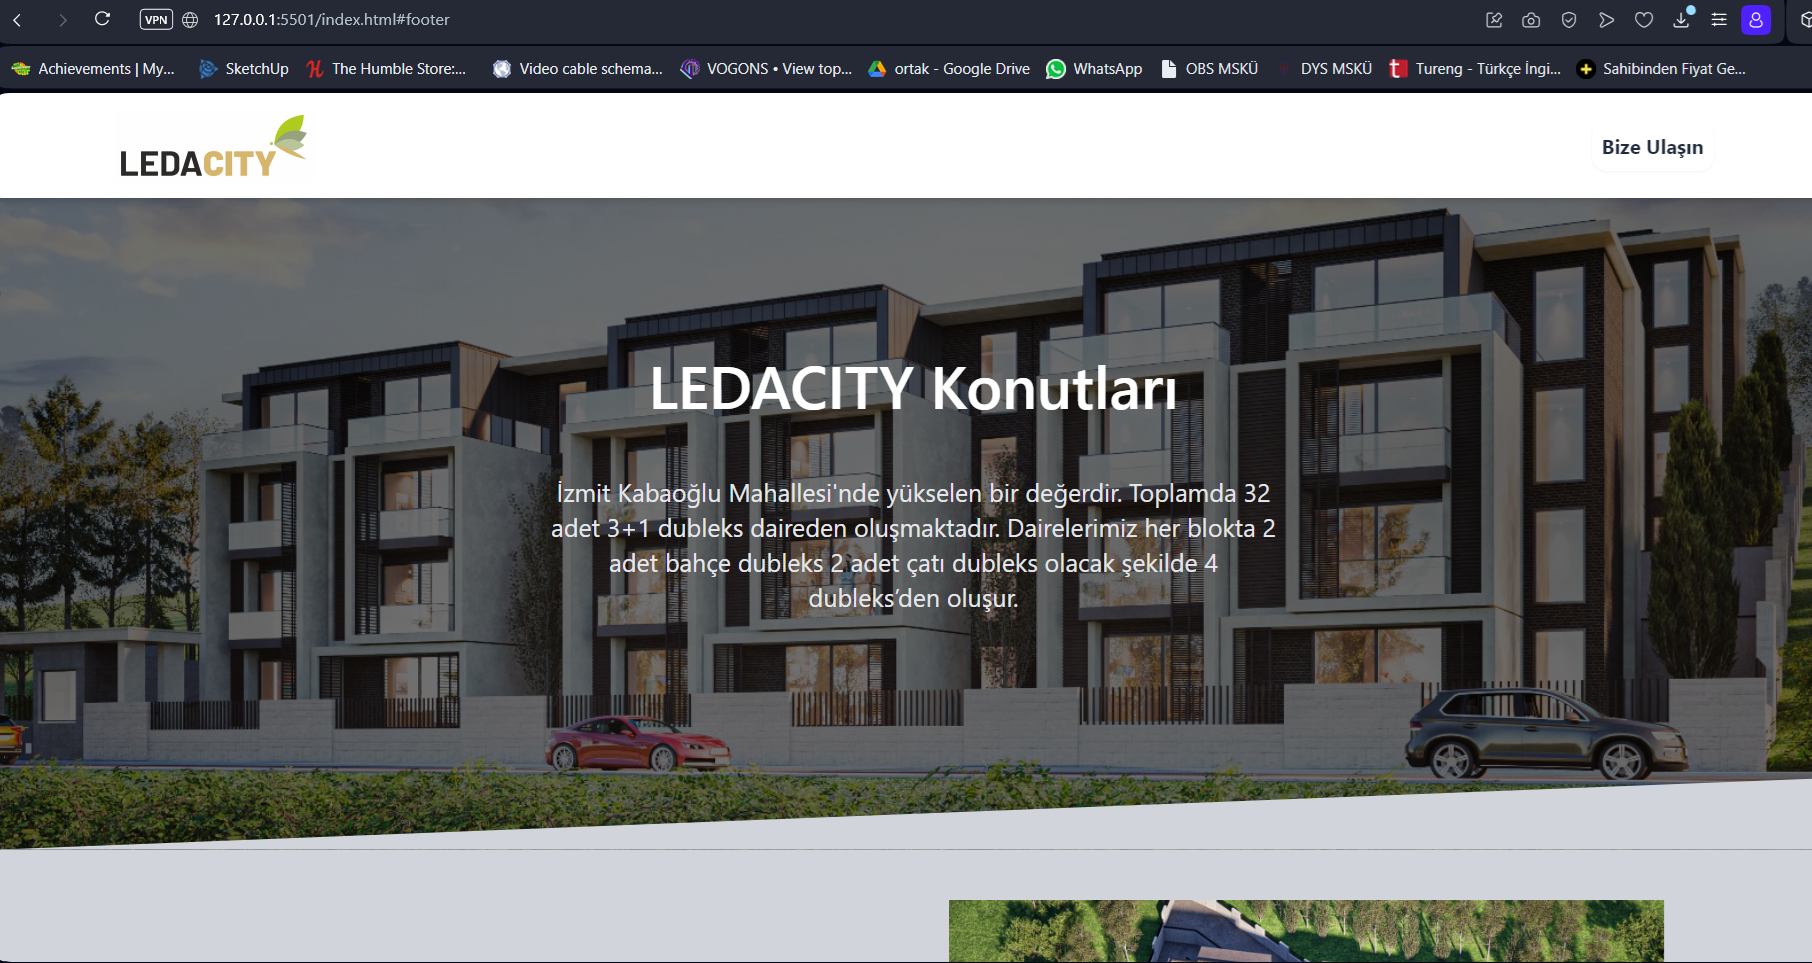 VPN
127.0.0.1:5501/index.html#footer
Achievements | My...
SketchUp
The Humble Store:...
Video cable schema...
VOGONS • View top...
ortak - Google Drive
WhatsApp
OBS MSKÜ
DYS MSKÜ
Tureng - Türkçe İngi...
Sahibinden Fiyat Ge...
LEDACITY
Bize Ulaşın
LEDACITY Konutları
İzmit Kabaoğlu Mahallesi'nde yükselen bir değerdir. Toplamda 32
adet 3+1 dubleks daireden oluşmaktadır. Dairelerimiz her blokta 2
adet bahçe dubleks 2 adet çatı dubleks olacak şekilde 4
dubleks’den oluşur.